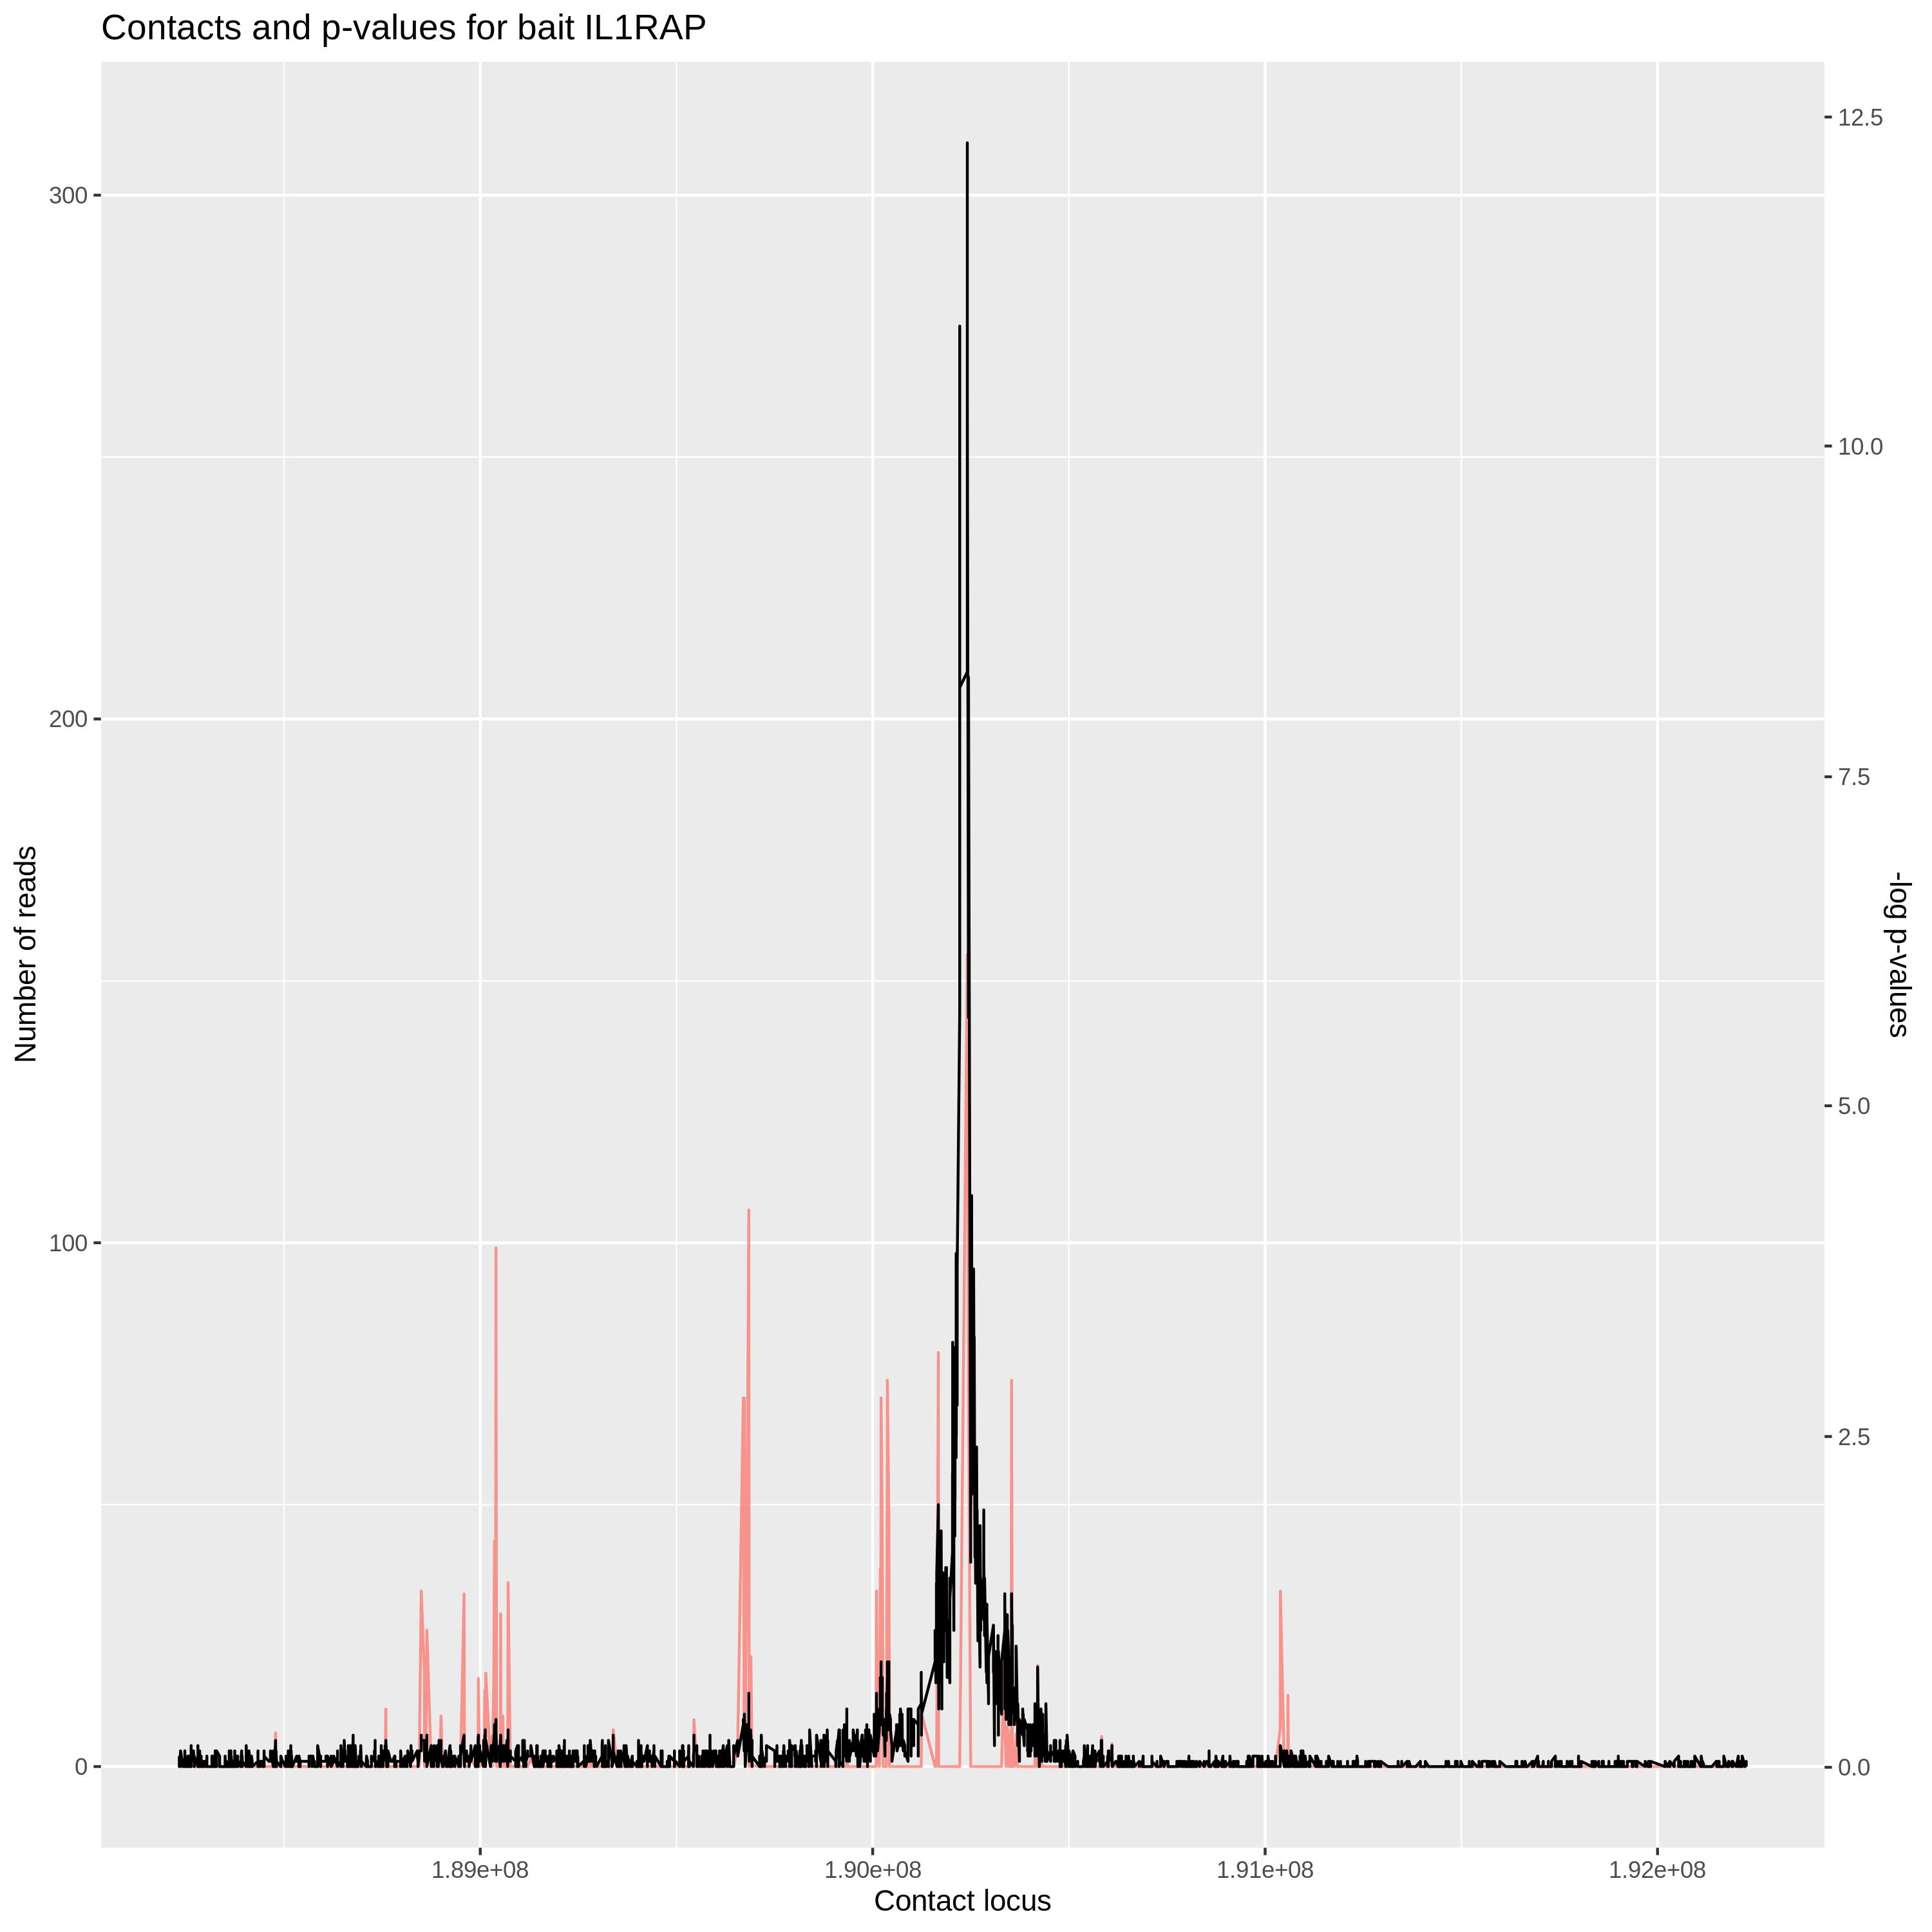 Contacts and p-values for bait IL1RAP
12.5
300
10.0
200
7.5
Number of reads
-log p-values
5.0
100
2.5
0
0.0
1.89e+08 1.90e+08 1.91e+08 1.92e+08
Contact locus